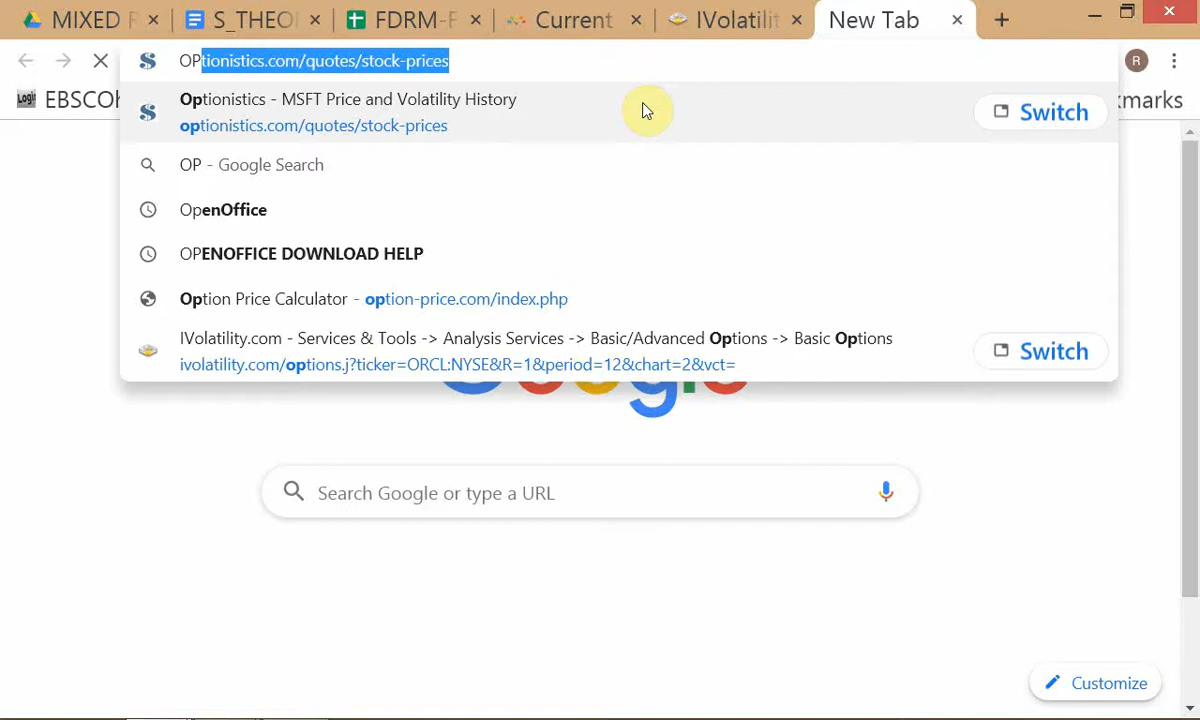 MIXED
S_THEO
FDRM-
Current
IVolatilit
New Tab
OPtionistics.com/quotes/stock-prices
R
EBSCO
kmarks
Optionistics - MSFT Price and Volatility History
optionistics.com/quotes/stock-prices
Switch
OP - Google Search
OpenOffice
OPENOFFICE DOWNLOAD HELP
Option Price Calculator - option-price.com/index.php
IVolatility.com - Services & Tools -> Analysis Services -> Basic/Advanced Options -> Basic Options
ivolatility.com/options.j?ticker=ORCL:NYSE&R=1&period=12&chart=2&vct=
Switch
Search Google or type a URL
Customize